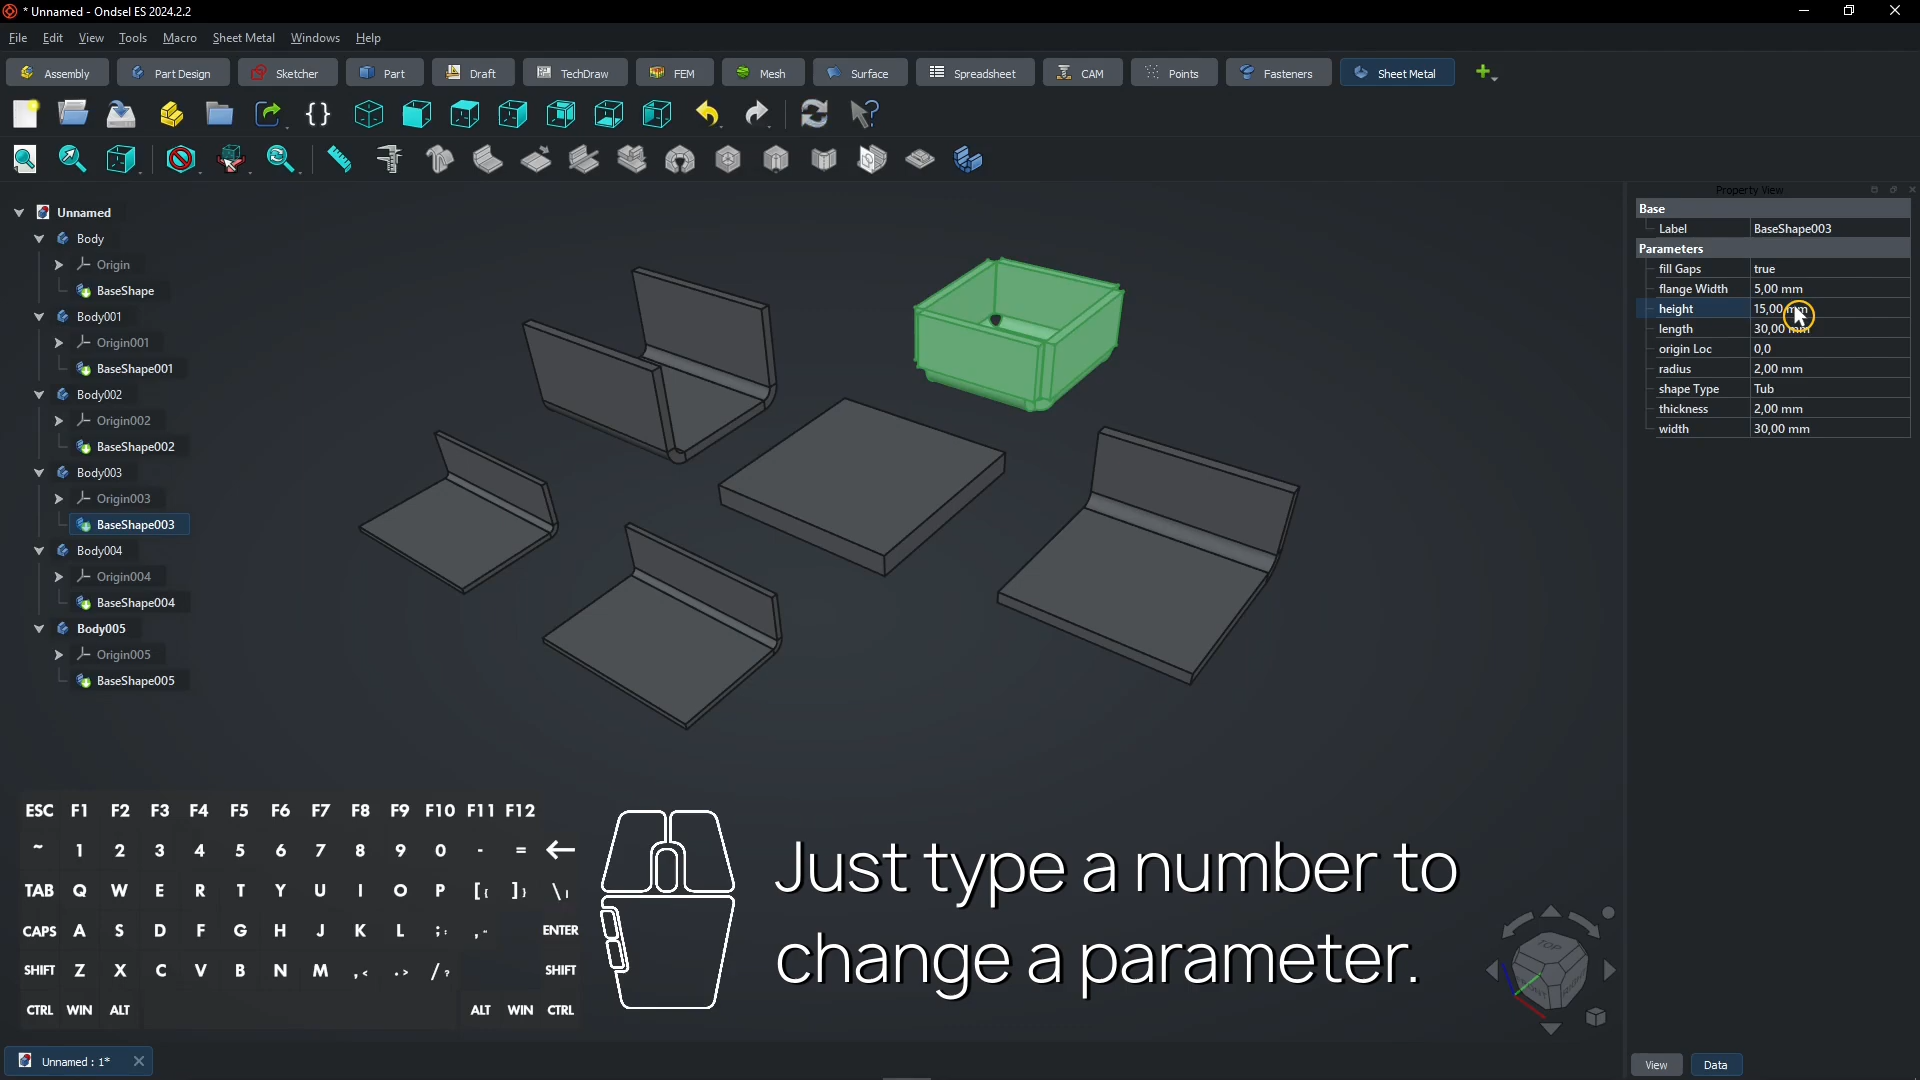 * Unnamed - Ondsel ES 2024.2.2
File Edit View Tools Macro Sheet Metal Windows Help
Assembly Part Design Sketcher Part Draft TechDraw FEM Mesh Surface Spreadsheet CAM Points Fasteners Sheet Metal
Property View
Unnamed
Body
Origin
BaseShape
Body001
Origin001
BaseShape001
Body002
Origin002
BaseShape002
Body003
Origin003
BaseShape003
Body004
Origin004
BaseShape004
Body005
Origin005
BaseShape005
Base
Label BaseShape003
Parameters
fill Gaps true
flange Width 5,00 mm
height 15,00 mm
length 30,00 mm
origin Loc 0,0
radius 2,00 mm
shape Type Tub
thickness 2,00 mm
width 30,00 mm
ESC F1 F2 F3 F4 F5 F6 F7 F8 F9 F10 F11 F12
~ 1 2 3 4 5 6 7 8 9 0 - = ←
TAB Q W E R T Y U I O P [{ ]} \|
CAPS A S D F G H J K L ;: ," ENTER
SHIFT Z X C V B N M ,< .> /? SHIFT
CTRL WIN ALT ALT WIN CTRL
Just type a number to
change a parameter.
TOP
Unnamed : 1*
View Data